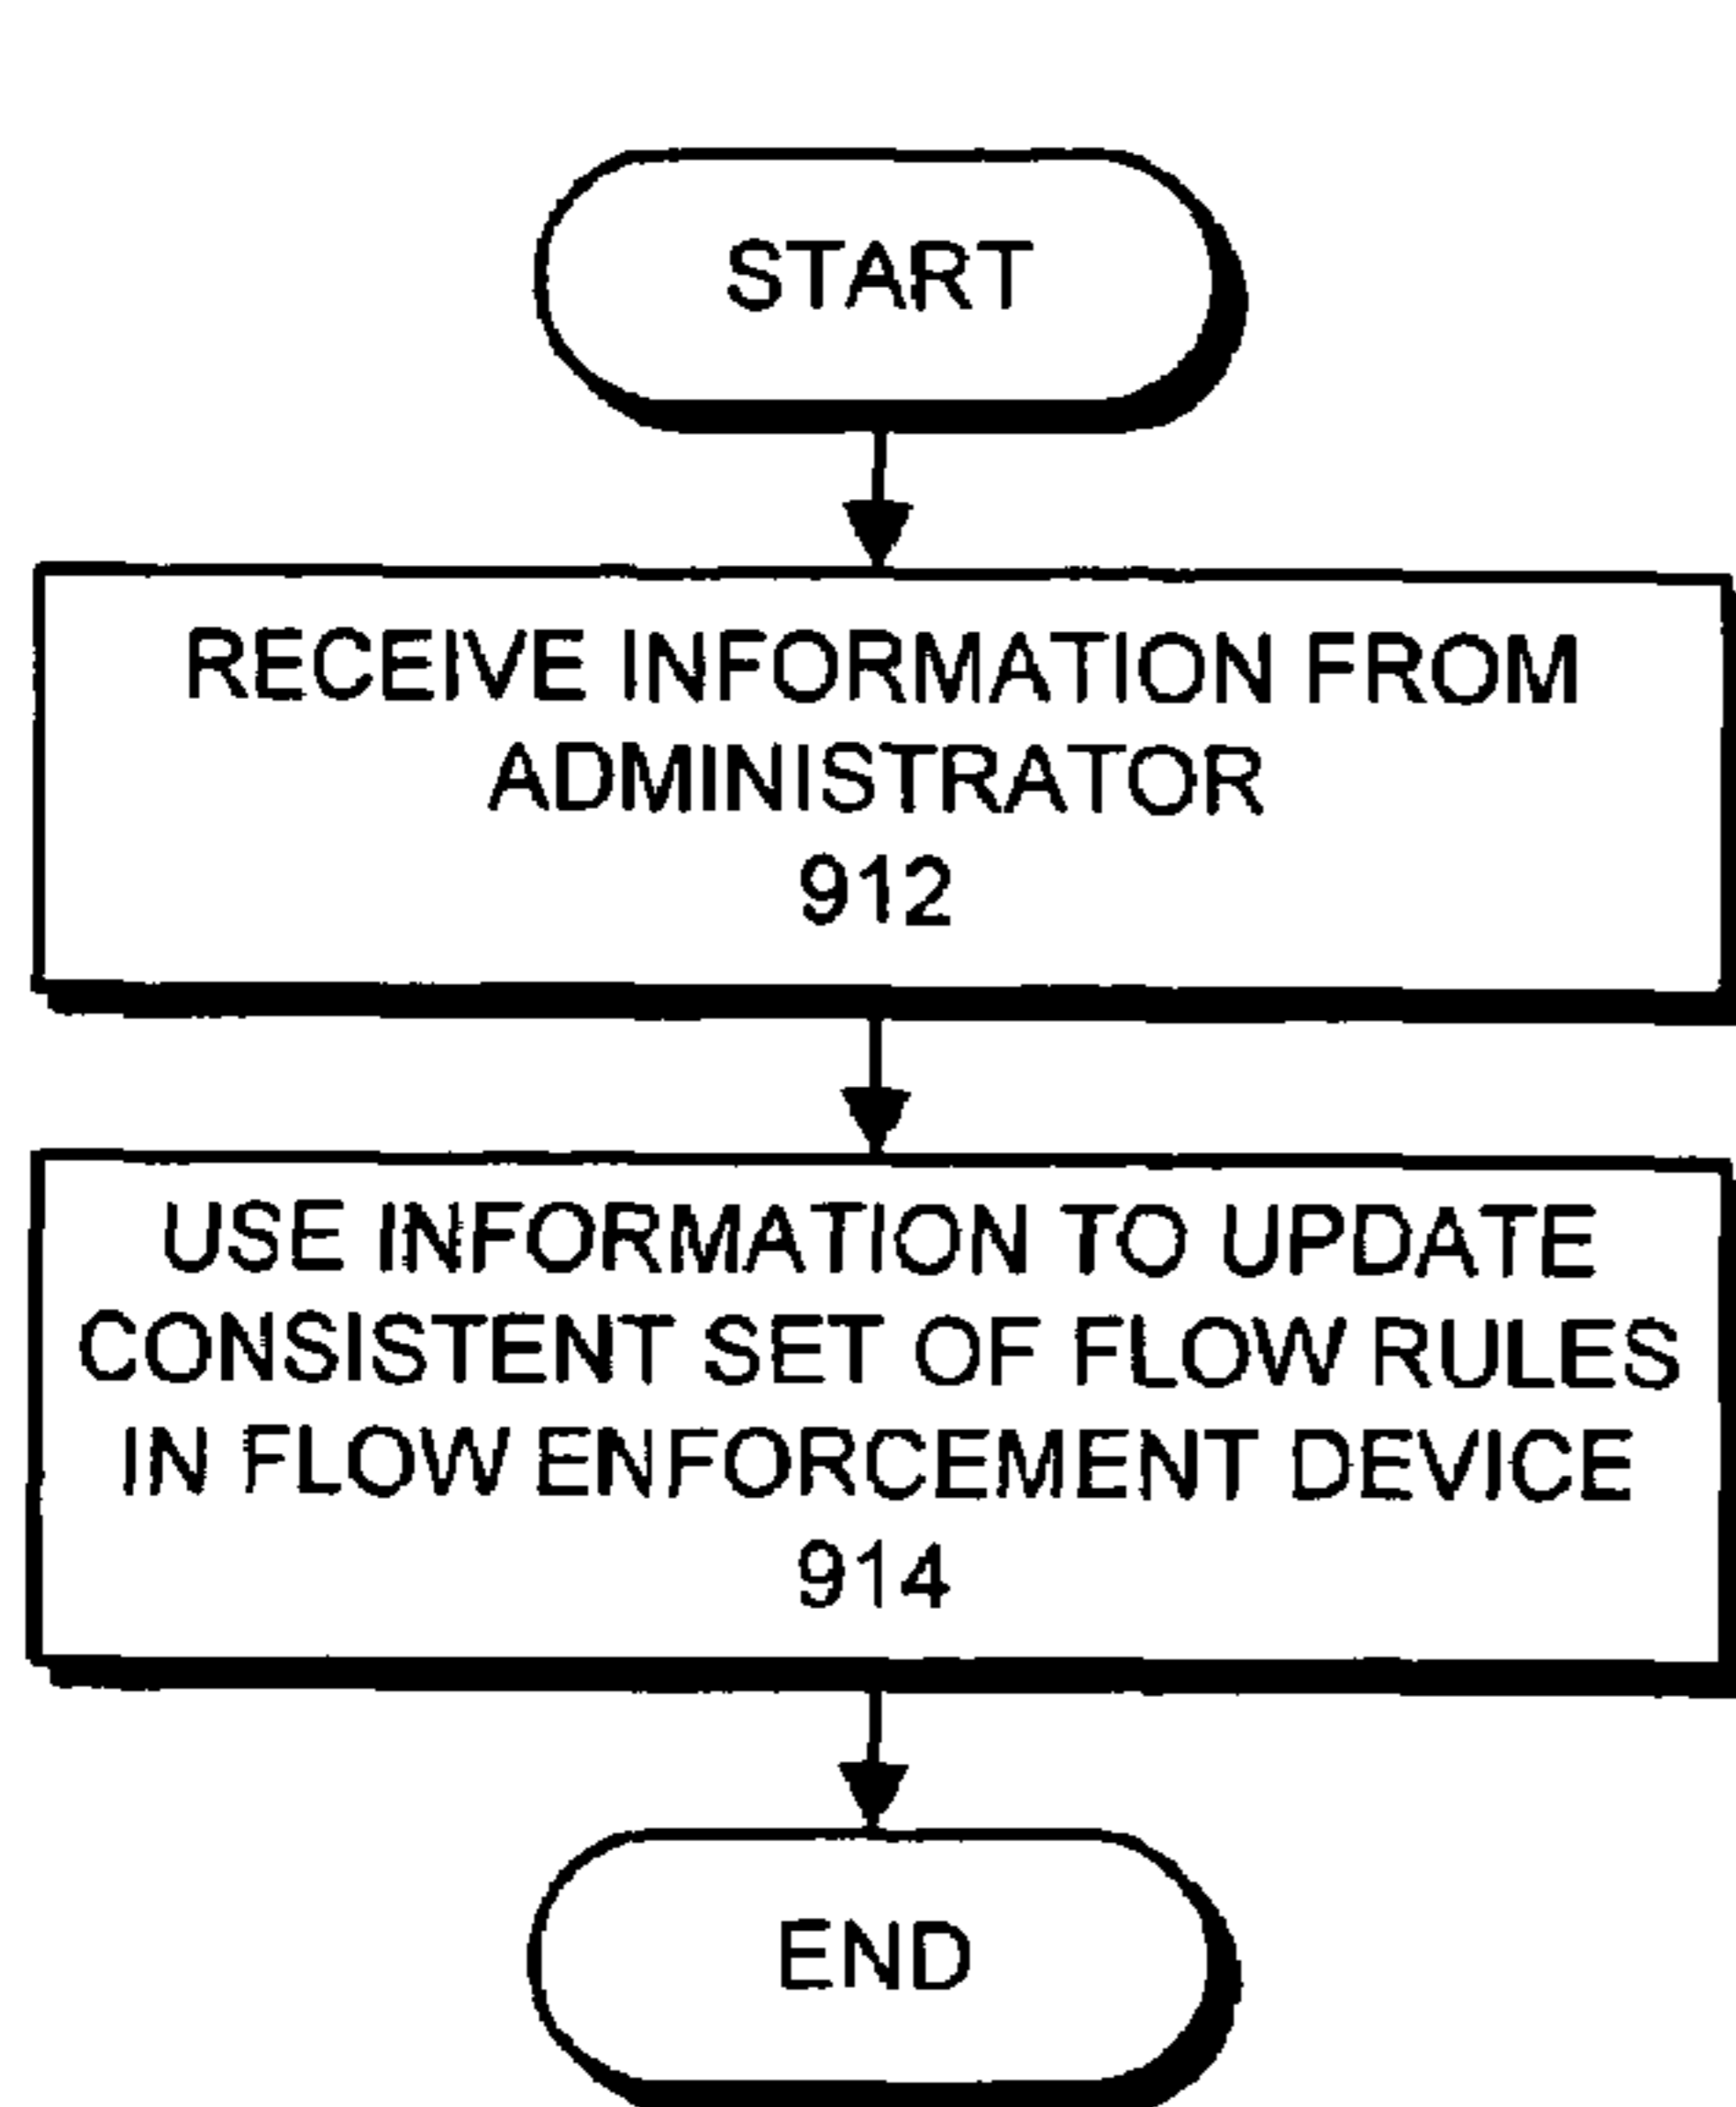 START
RECEIVE INFORMATION FROM
ADMINISTRATOR
912
USE INFORMATION TO UPDATE
CONSISTENT SET OF FLOW RULES
IN FLOW ENFORCEMENT DEVICE
914
END